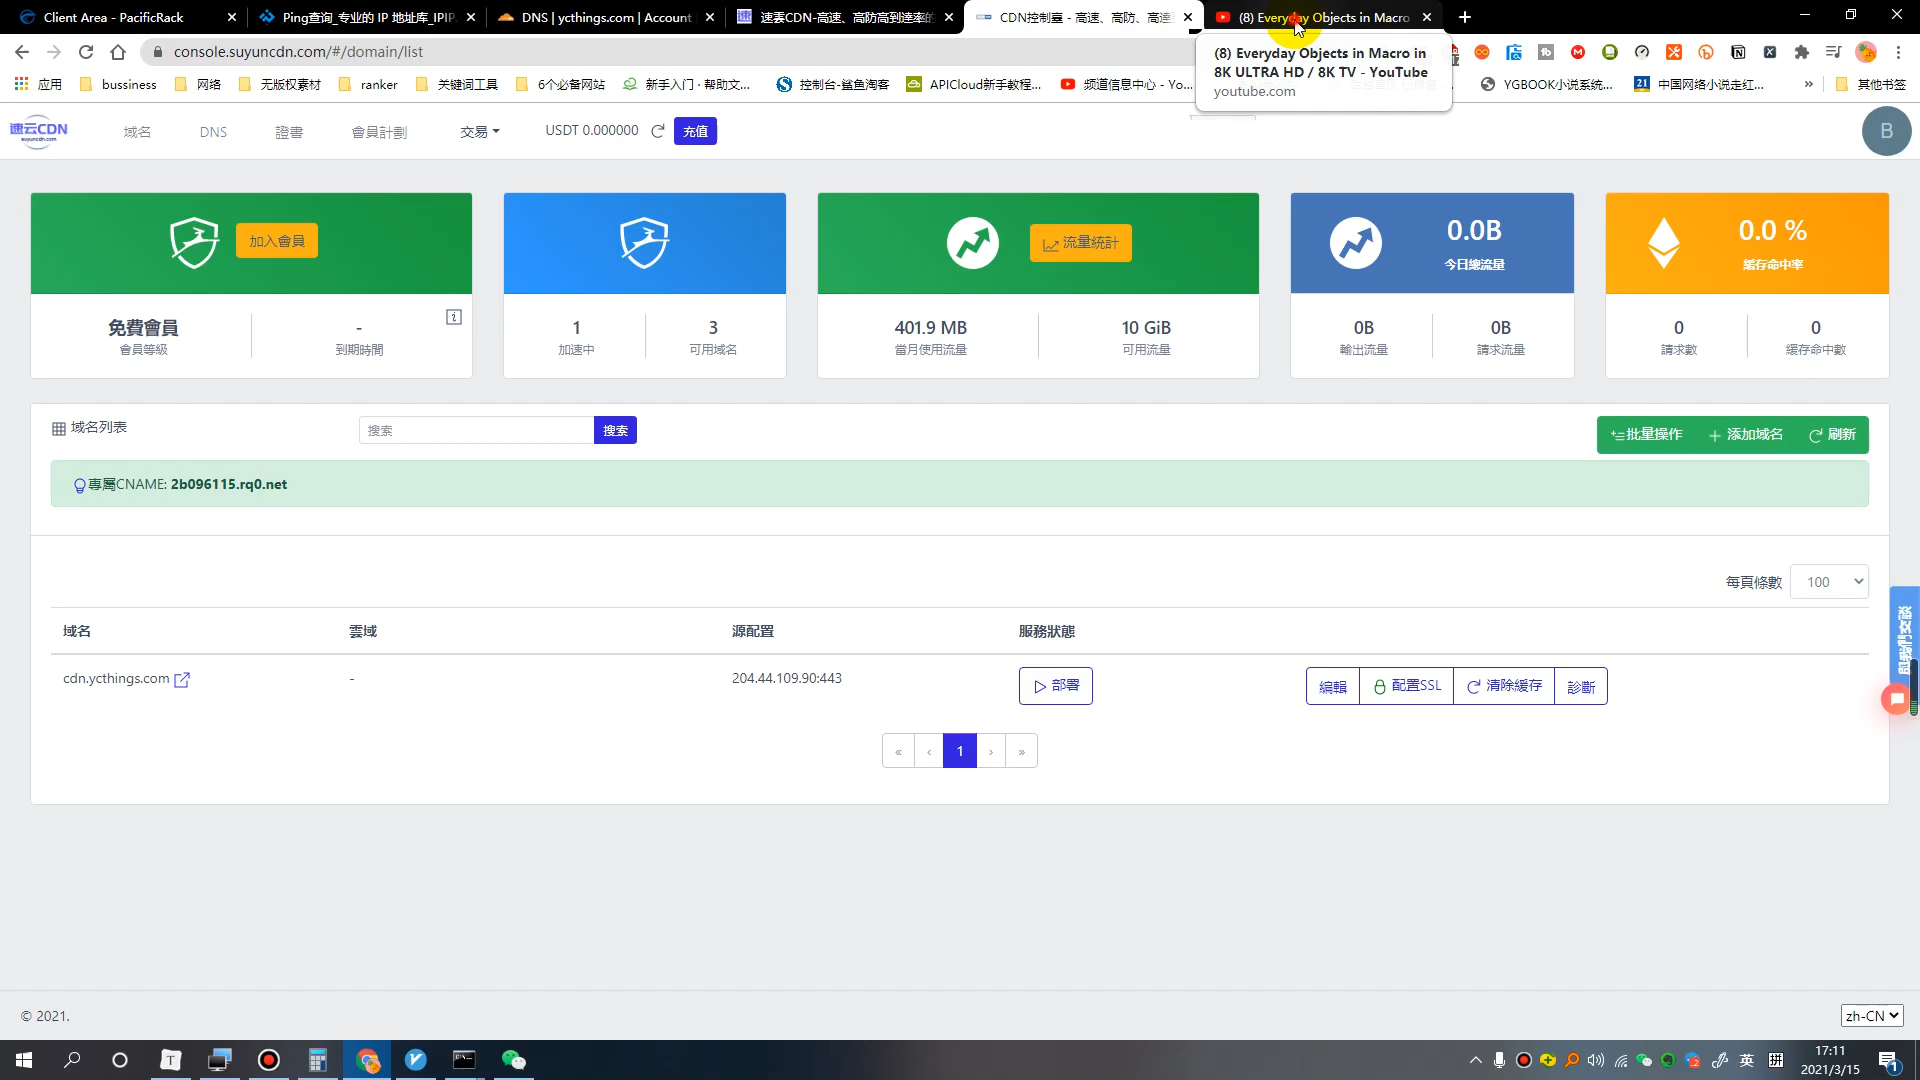 Client Area - PacificRack
Ping查询_专业的 IP 地址库_IPIP.
DNS | ycthings.com | Account
速雲CDN-高速、高防高到達率的
CDN控制臺 - 高速、高防、高達
(8) Everyday Objects in Macro
console.suyuncdn.com/#/domain/list
(8) Everyday Objects in Macro in
8K ULTRA HD / 8K TV - YouTube
youtube.com
应用
bussiness
网络
无版权素材
ranker
关键词工具
6个必备网站
新手入门 · 帮助文...
控制台-鲨鱼淘客
APICloud新手教程...
频道信息中心 - Yo...
YGBOOK小说系统...
中国网络小说走红...
»
其他书签
速云CDN
suyuncdn.com
域名
DNS
證書
會員計劃
交易
USDT 0.000000
充值
B
加入會員
流量統計
0.0B
今日總流量
0.0 %
緩存命中率
免費會員
會員等級
-
到期時間
1
加速中
3
可用域名
401.9 MB
當月使用流量
10 GiB
可用流量
0B
輸出流量
0B
請求流量
0
請求數
0
緩存命中數
域名列表
搜索
搜索
批量操作
添加域名
刷新
專屬CNAME: 2b096115.rq0.net
每頁條數
100
域名
雲域
源配置
服務狀態
cdn.ycthings.com
-
204.44.109.90:443
部署
編輯
配置SSL
清除緩存
診斷
« ‹ 1 › »
© 2021.
zh-CN
英
拼
17:11
2021/3/15
1